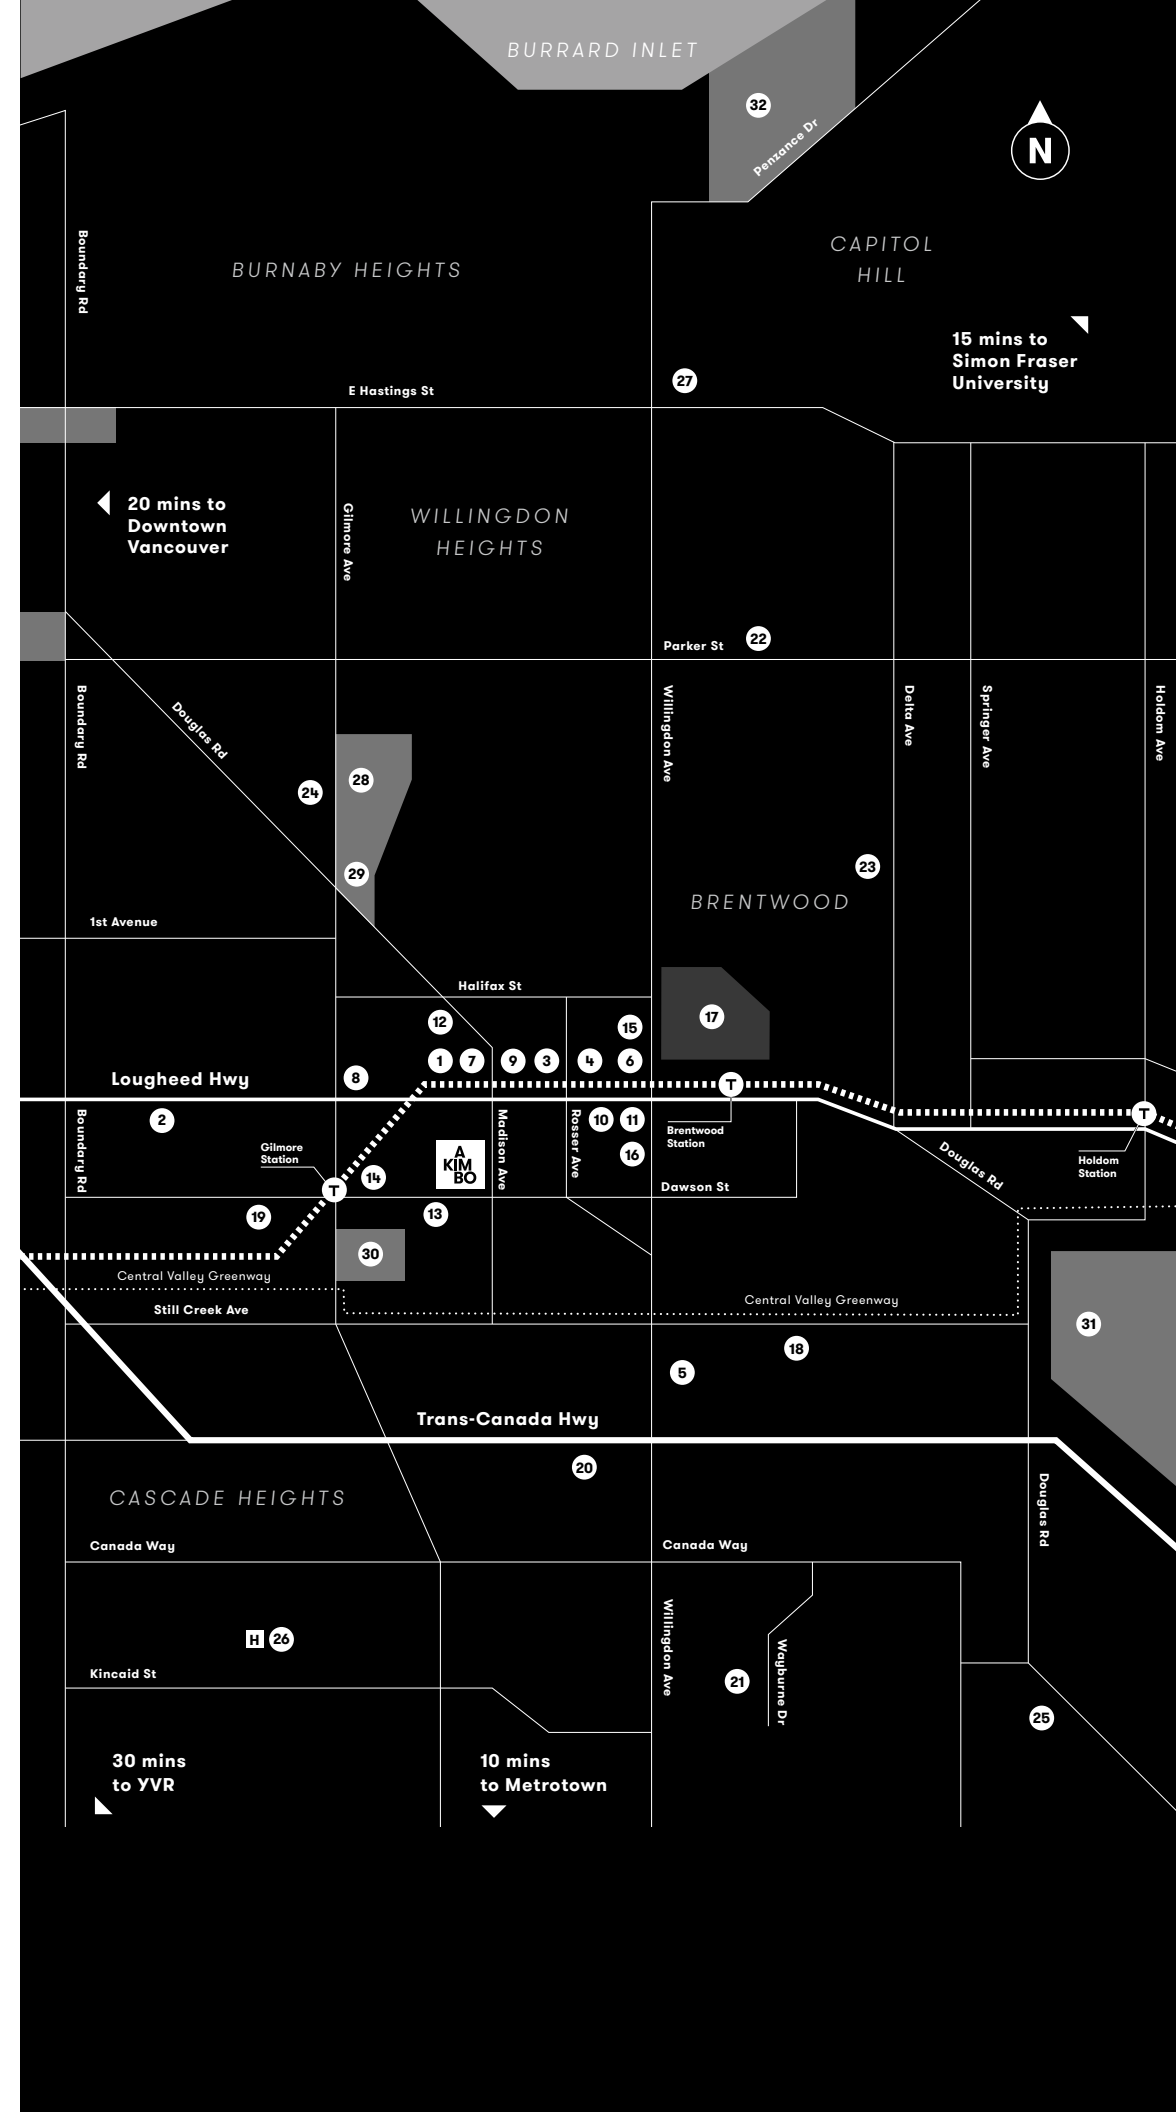 BURRARD INLET
32
Penzance Dr
N
Boundary Rd
BURNABY HEIGHTS
CAPITOL
HILL
15 mins to
Simon Fraser
University
27
E Hastings St
20 mins to
Downtown
Vancouver
Gilmore Ave
WILLINGDON
HEIGHTS
Parker St
22
Boundary Rd
Douglas Rd
Willingdon Ave
Delta Ave
Springer Ave
Holdom Ave
24
28
29
23
BRENTWOOD
1st Avenue
Halifax St
12
15
17
1
7
9
3
4
6
Lougheed Hwy
8
T
T
2
Boundary Rd
Madison Ave
Rosser Ave
10
11
16
Brentwood
Station
Gilmore
Station
T
14
A
KIM
BO
Dawson St
Douglas Rd
Holdom
Station
19
13
30
Central Valley Greenway
Still Creek Ave
Central Valley Greenway
31
18
5
Trans-Canada Hwy
20
CASCADE HEIGHTS
Douglas Rd
Canada Way
Canada Way
H
26
Willingdon Ave
Wayburne Dr
21
Kincaid St
25
30 mins
to YVR
10 mins
to Metrotown